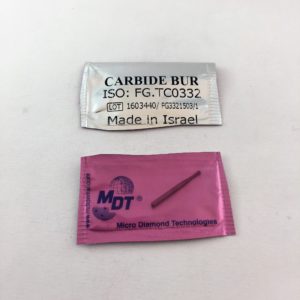 CARBIDE BUR
ISO: FG.TC0332
LOT 1603440/ FG3321503/1
Made in Israel
MDT
Micro Diamond Technologies